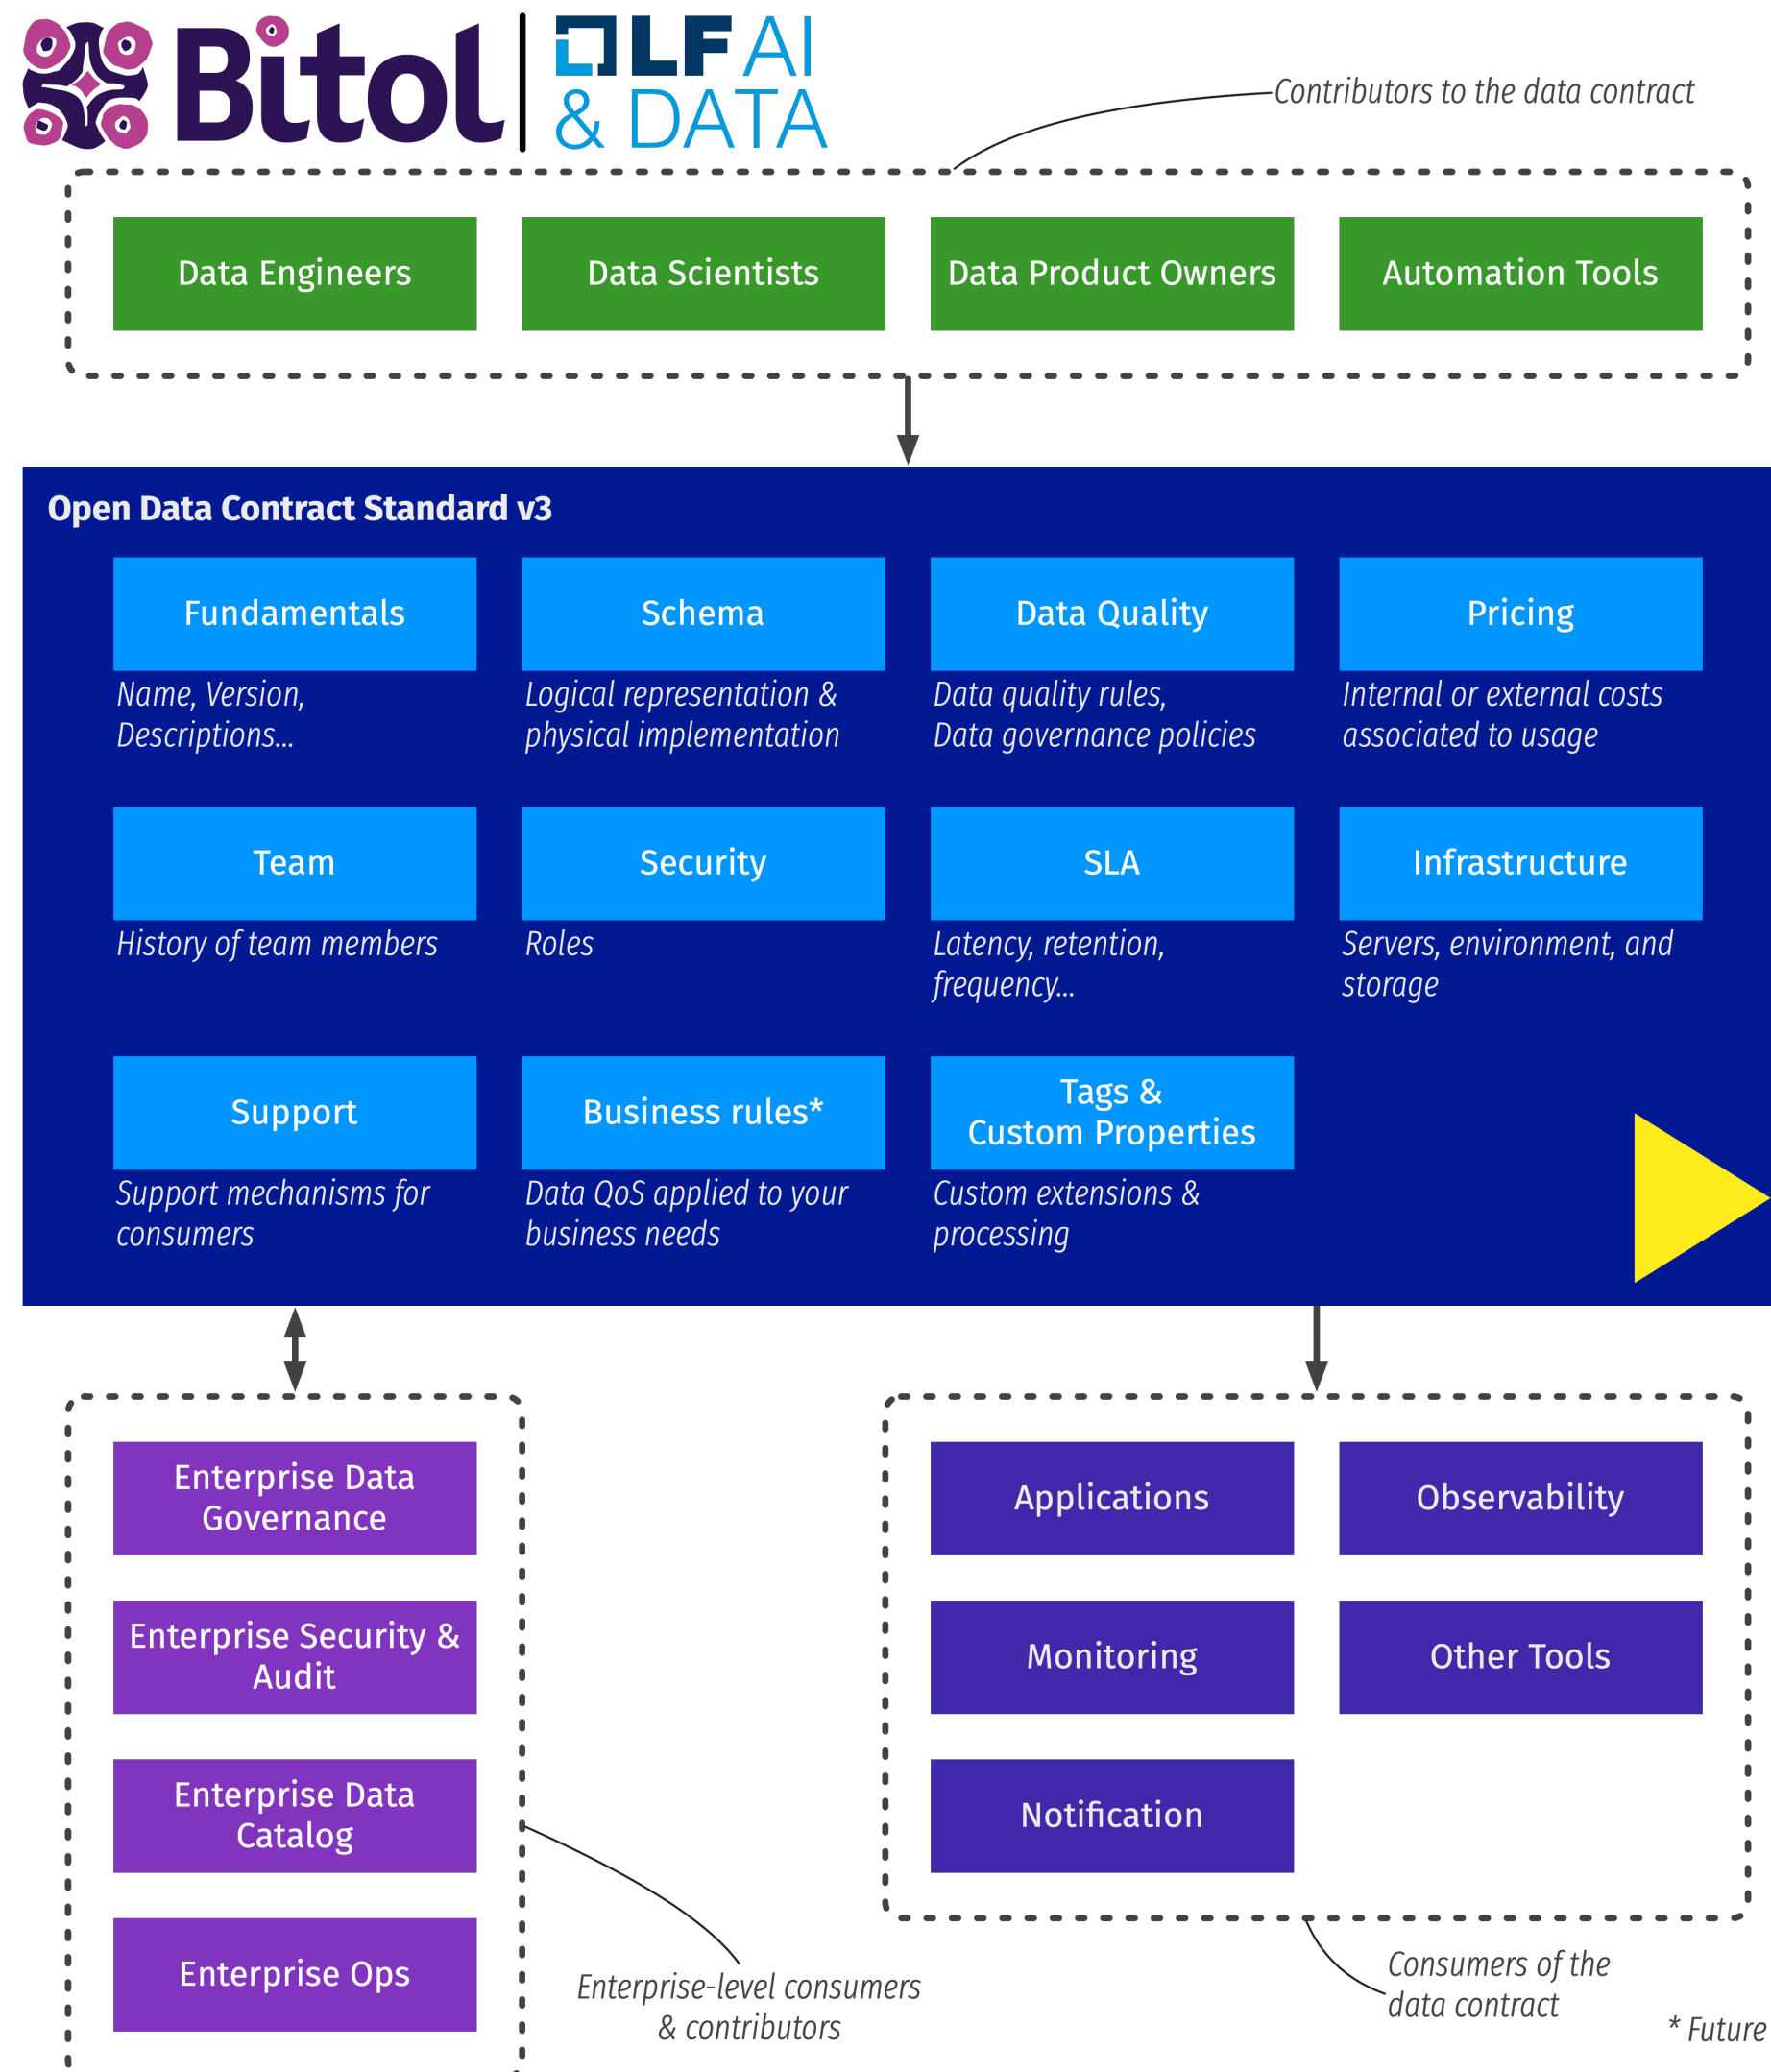 Bitol
LF AI
& DATA
Contributors to the data contract
Data Engineers
Data Scientists
Data Product Owners
Automation Tools
Open Data Contract Standard v3
Fundamentals
Name, Version,
Descriptions...
Schema
Logical representation &
physical implementation
Data Quality
Data quality rules,
Data governance policies
Pricing
Internal or external costs
associated to usage
Team
History of team members
Security
Roles
SLA
Latency, retention,
frequency...
Infrastructure
Servers, environment, and
storage
Support
Support mechanisms for
consumers
Business rules*
Data QoS applied to your
business needs
Tags &
Custom Properties
Custom extensions &
processing
Enterprise Data
Governance
Enterprise Security &
Audit
Enterprise Data
Catalog
Enterprise Ops
Enterprise-level consumers
& contributors
Applications
Observability
Monitoring
Other Tools
Notification
Consumers of the
data contract
* Future